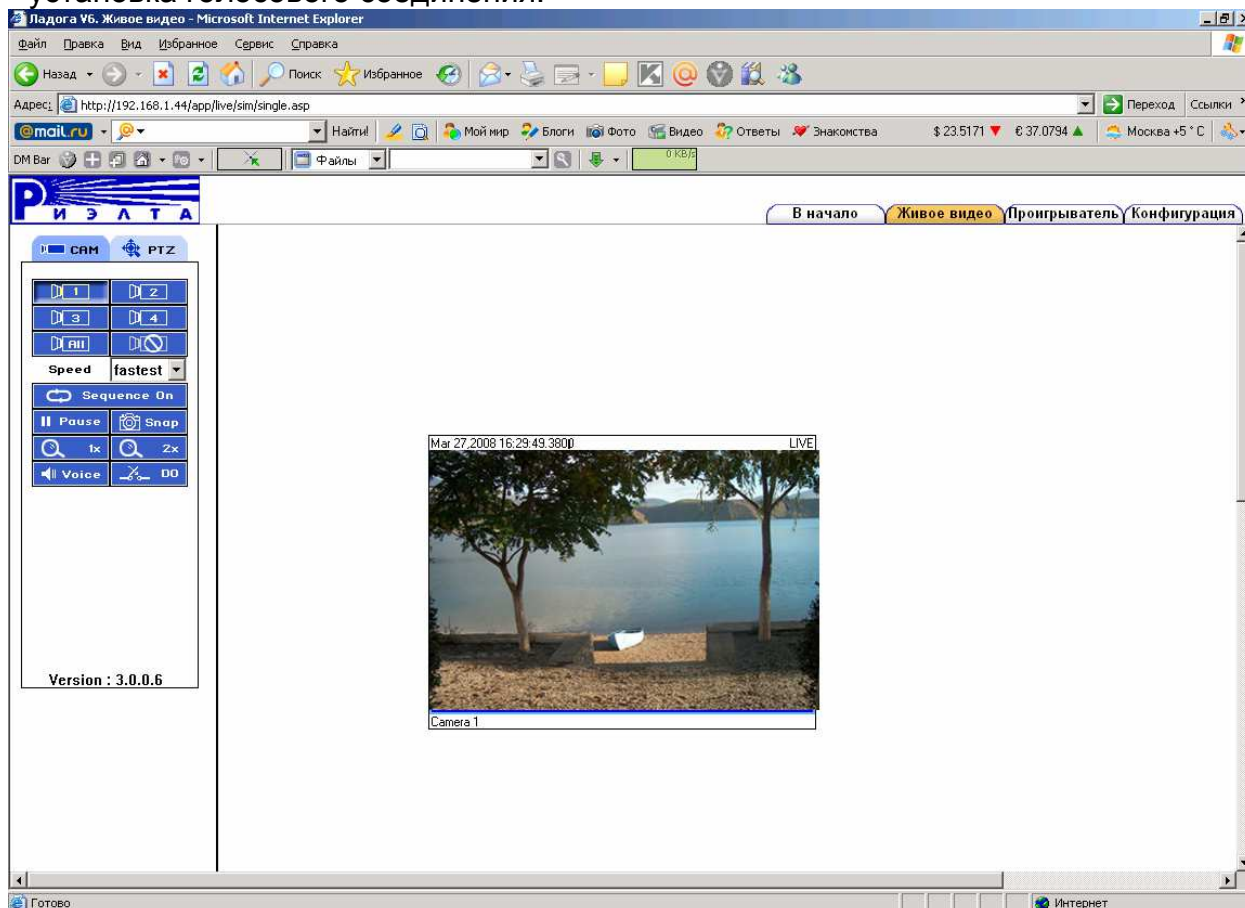 установка голосового соединения.
Ладога V6. Живое видео - Microsoft Internet Explorer
Файл Правка Вид Избранное Сервис Справка
Назад Поиск Избранное
Адрес: http://192.168.1.44/app/live/sim/single.asp Переход Ссылки
@mail.ru Найти! Мой мир Блоги Фото Видео Ответы Знакомства $ 23.5171 € 37.0794 Москва +5 °C
DM Bar Файлы 0 KB/s
РИЭЛТА
В начало Живое видео Проигрыватель Конфигурация
CAM PTZ
1 2
3 4
All
Speed fastest
Sequence On
Pause Snap
1x 2x
Voice DO
Mar 27,2008 16:29:49.380 LIVE
Camera 1
Version : 3.0.0.6
Готово Интернет